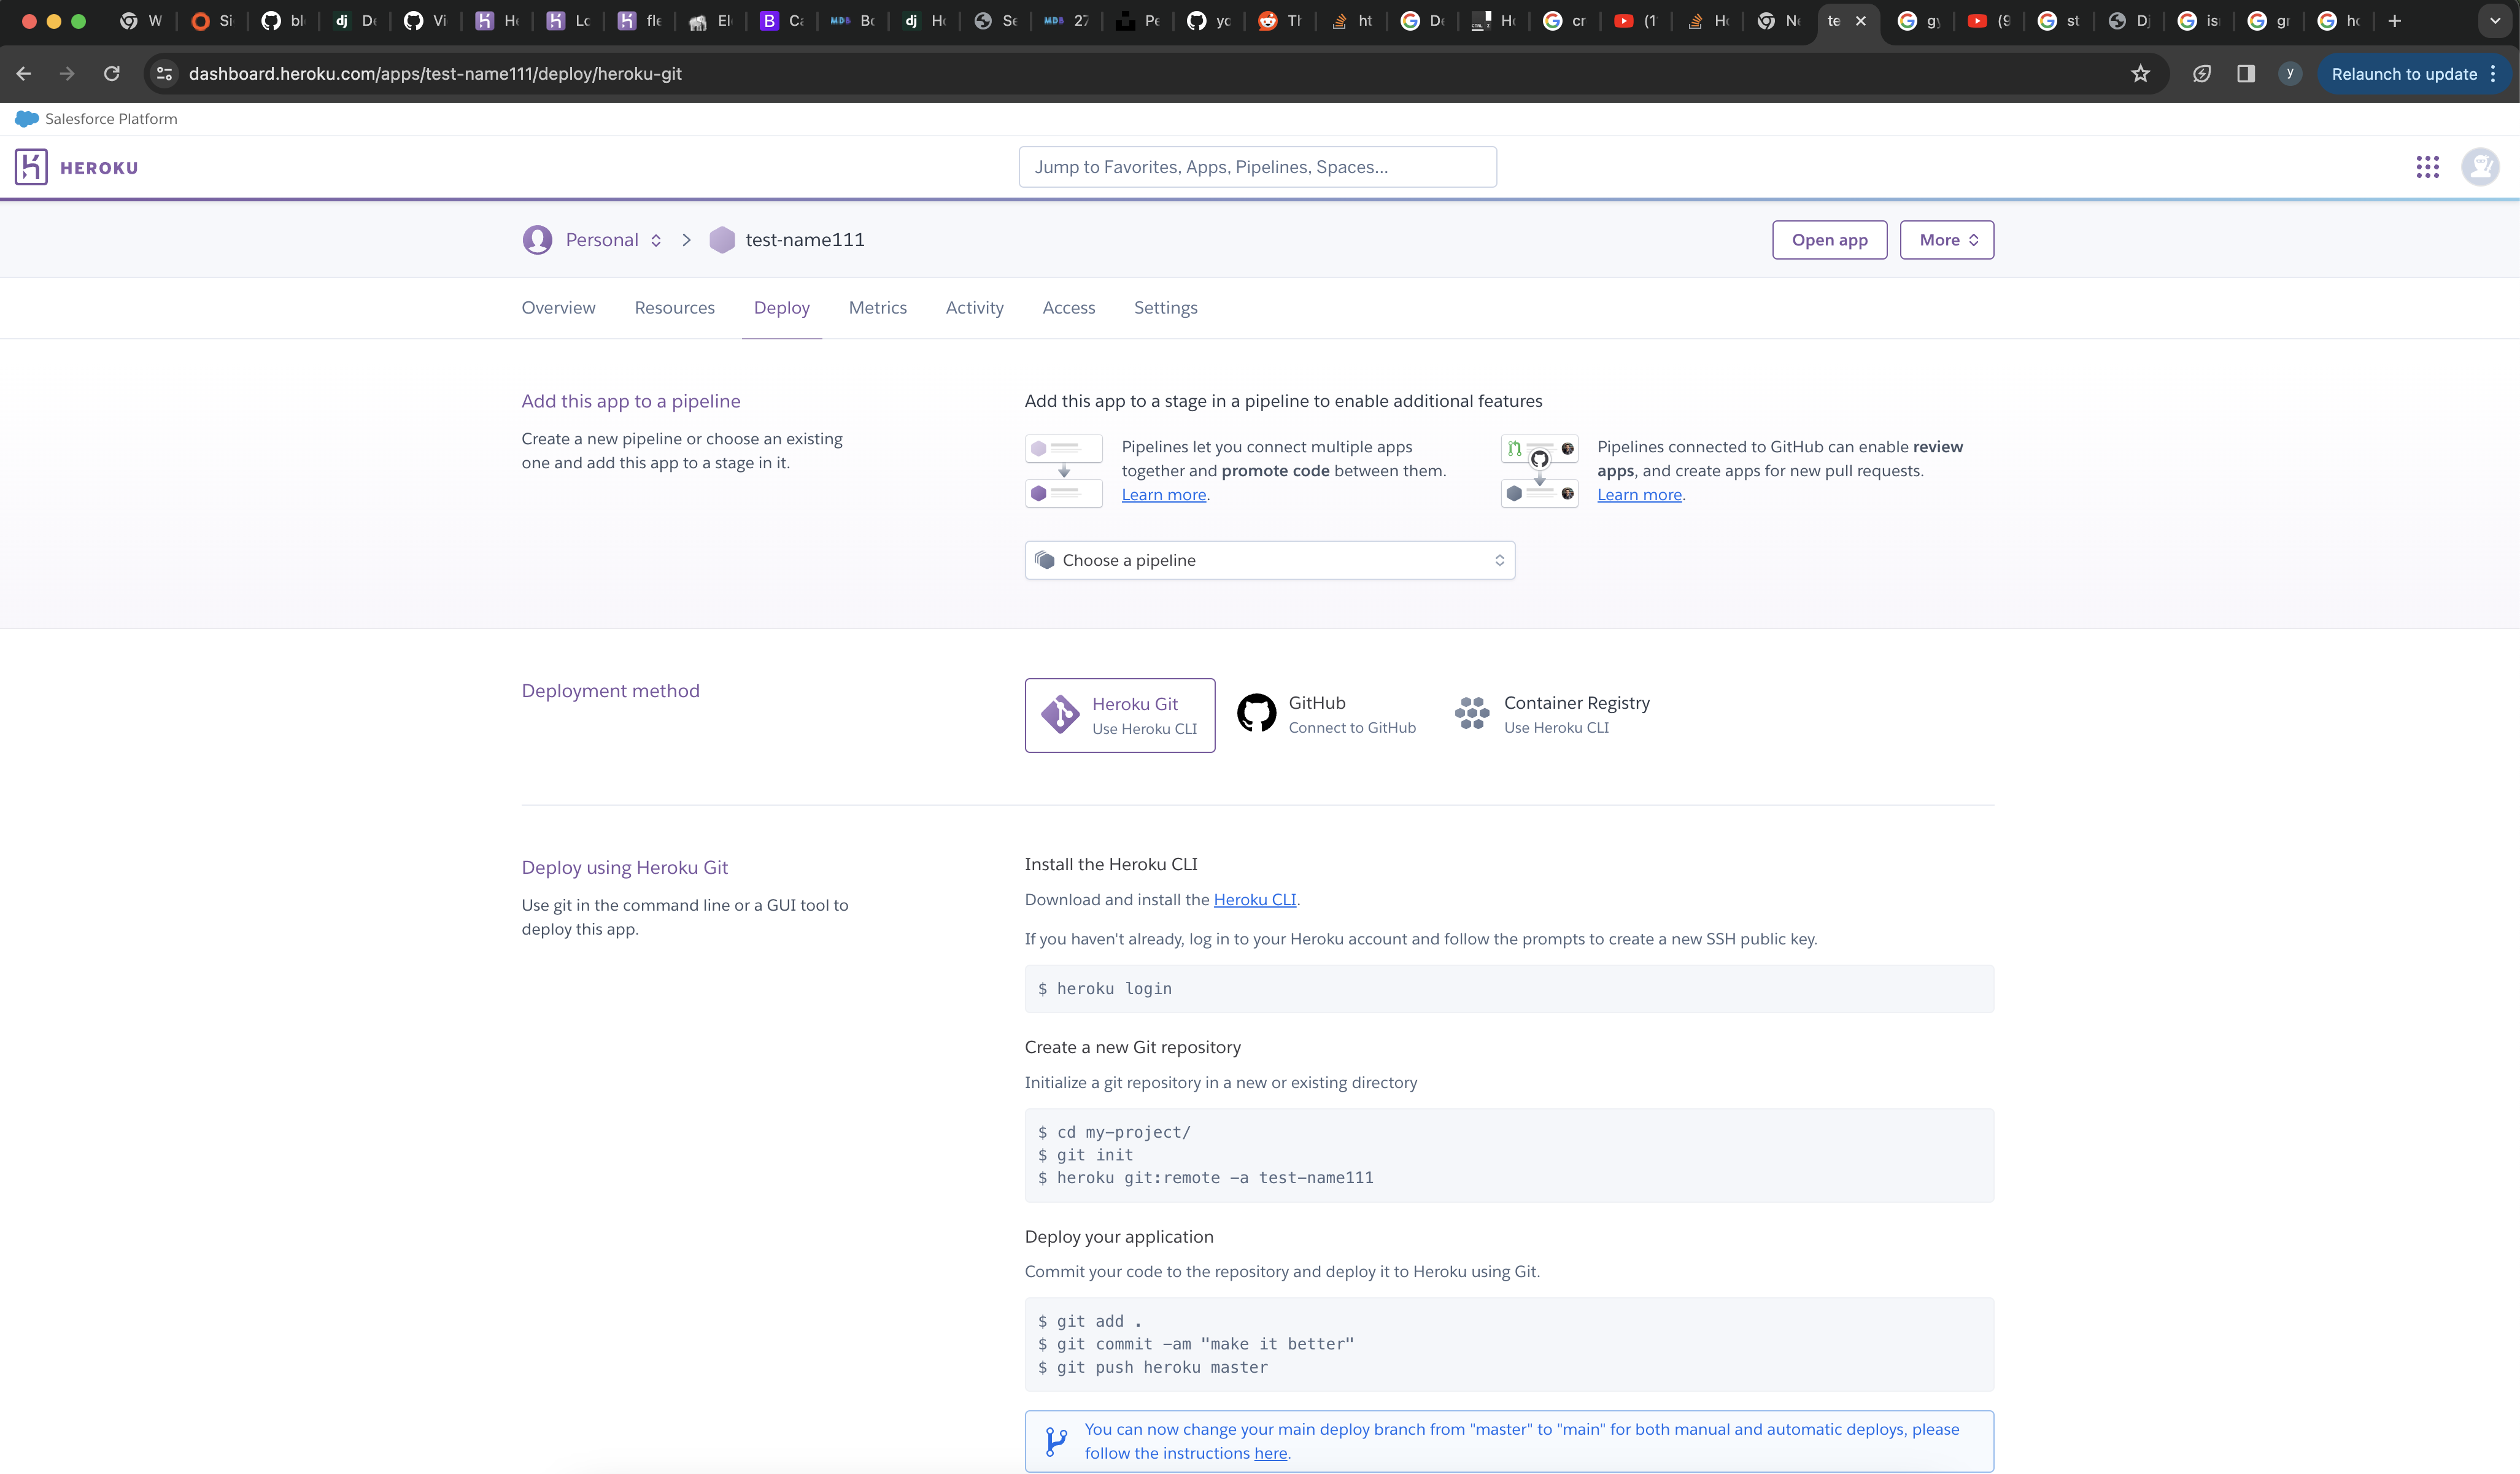 W
Si
bl
De
Vi
He
Lo
fle
Ele
Ca
MDB
Bo
Ho
Se
MDB
27
Pe
yo
Th
ht
De
Ho
cr
(1
Ho
Ne
te
gy
(9
st
Dj
is
gr
ho
dashboard.heroku.com/apps/test-name111/deploy/heroku-git
y
Relaunch to update
Salesforce Platform
HEROKU
Jump to Favorites, Apps, Pipelines, Spaces...
Personal
test-name111
Open app
More
Overview
Resources
Deploy
Metrics
Activity
Access
Settings
Add this app to a pipeline
Create a new pipeline or choose an existing
one and add this app to a stage in it.
Add this app to a stage in a pipeline to enable additional features
Pipelines let you connect multiple apps
together and promote code between them.
Learn more.
Pipelines connected to GitHub can enable review
apps, and create apps for new pull requests.
Learn more.
Choose a pipeline
Deployment method
Heroku Git
Use Heroku CLI
GitHub
Connect to GitHub
Container Registry
Use Heroku CLI
Deploy using Heroku Git
Use git in the command line or a GUI tool to
deploy this app.
Install the Heroku CLI
Download and install the Heroku CLI.
If you haven't already, log in to your Heroku account and follow the prompts to create a new SSH public key.
$ heroku login
Create a new Git repository
Initialize a git repository in a new or existing directory
$ cd my-project/
$ git init
$ heroku git:remote -a test-name111
Deploy your application
Commit your code to the repository and deploy it to Heroku using Git.
$ git add .
$ git commit -am "make it better"
$ git push heroku master
You can now change your main deploy branch from "master" to "main" for both manual and automatic deploys, please
follow the instructions here.